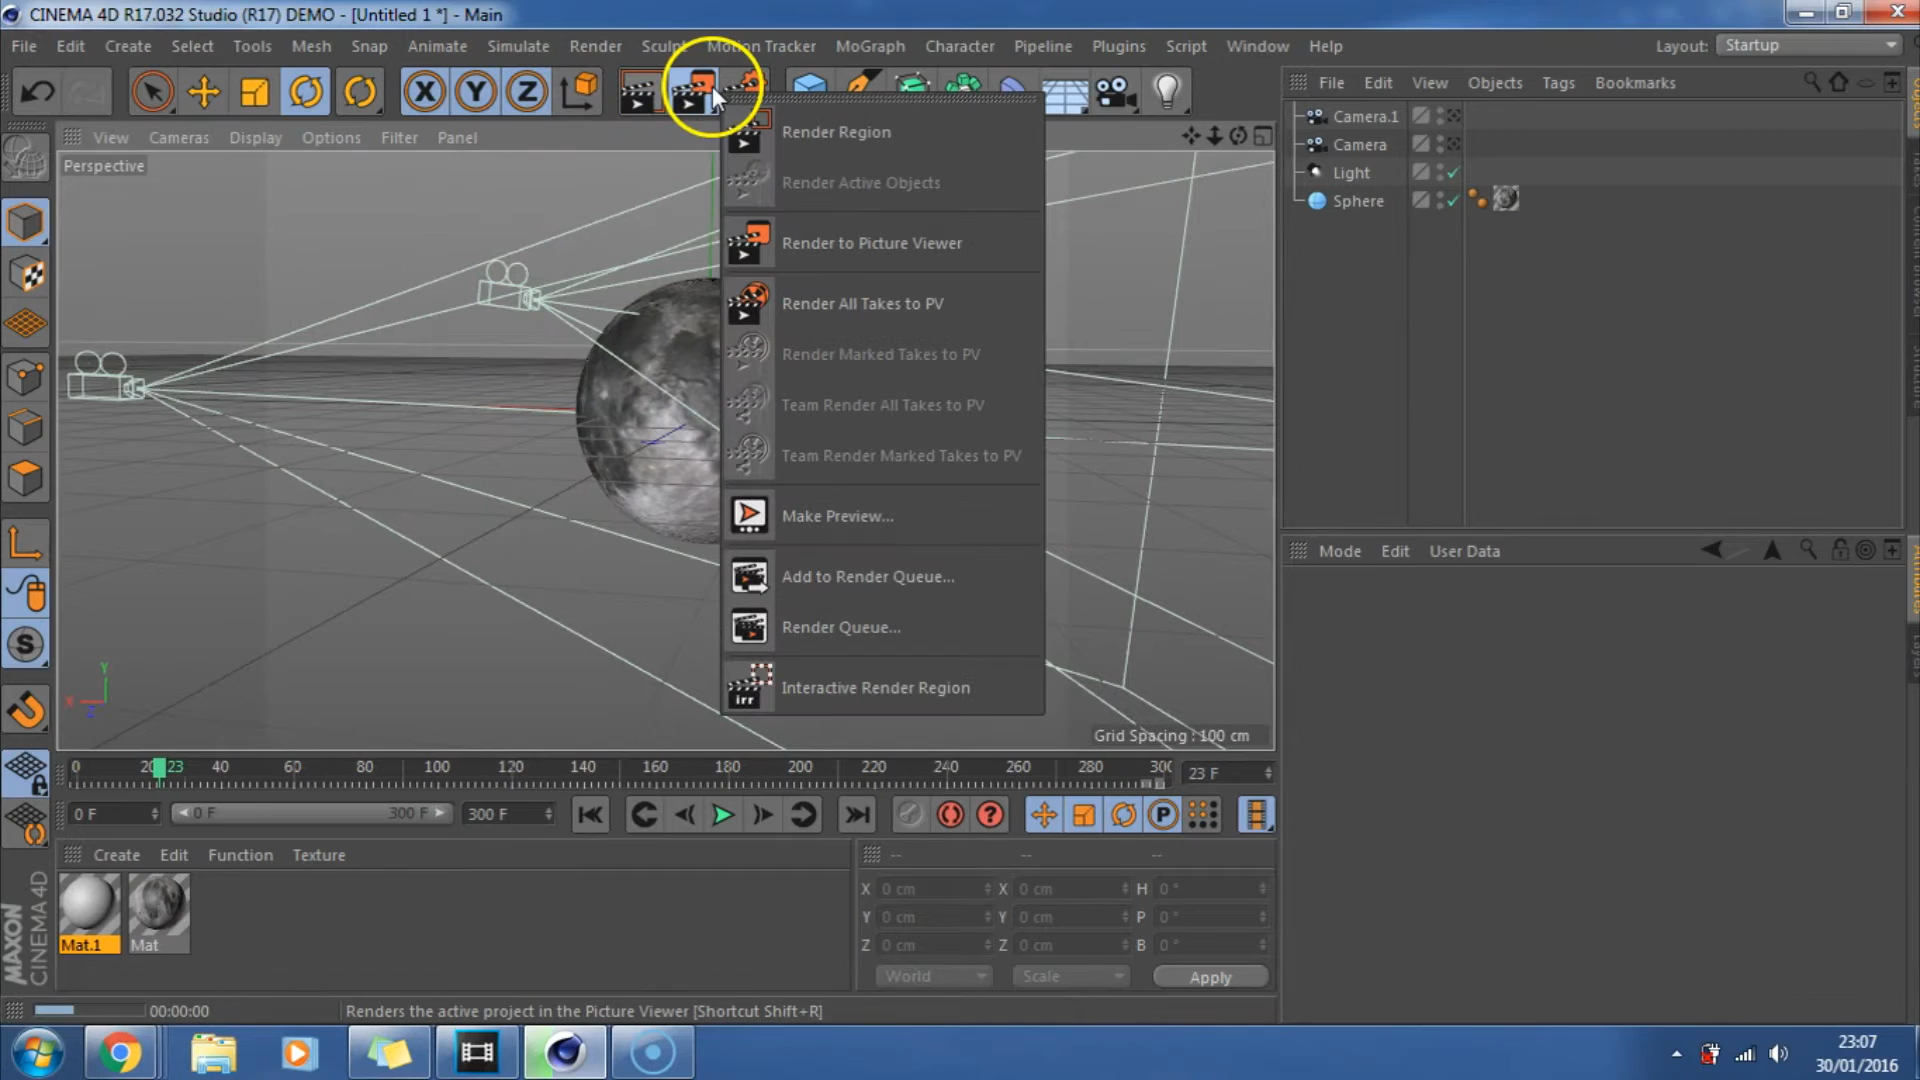 CINEMA 4D R17.032 Studio (R17) DEMO - [Untitled 1 *] - Main
File Edit Create Select Tools Mesh Snap Animate Simulate Render Sculpt Motion Tracker MoGraph Character Pipeline Plugins Script Window Help Layout: Startup
X Y Z
File Edit View Objects Tags Bookmarks
View Cameras Display Options Filter Panel
Perspective
Camera.1
Camera
Light
Sphere
Render Region
Render Active Objects
Render to Picture Viewer
Render All Takes to PV
Render Marked Takes to PV
Team Render All Takes to PV
Team Render Marked Takes to PV
Make Preview...
Add to Render Queue...
Render Queue...
irr Interactive Render Region
Objects
Content Browser
Structure
Mode Edit User Data
Attributes
Layers
S
Y
X Z
Grid Spacing : 100 cm
0 20 23 40 60 80 100 120 140 160 180 200 220 240 260 280 300 23 F
0 F 0 F 300 F 300 F
? P
Create Edit Function Texture
-- -- --
X 0 cm X 0 cm H 0 °
Y 0 cm Y 0 cm P 0 °
Z 0 cm Z 0 cm B 0 °
World Scale Apply
Mat.1 Mat
MAXON
CINEMA 4D
00:00:00 Renders the active project in the Picture Viewer [Shortcut Shift+R]
23:07
30/01/2016